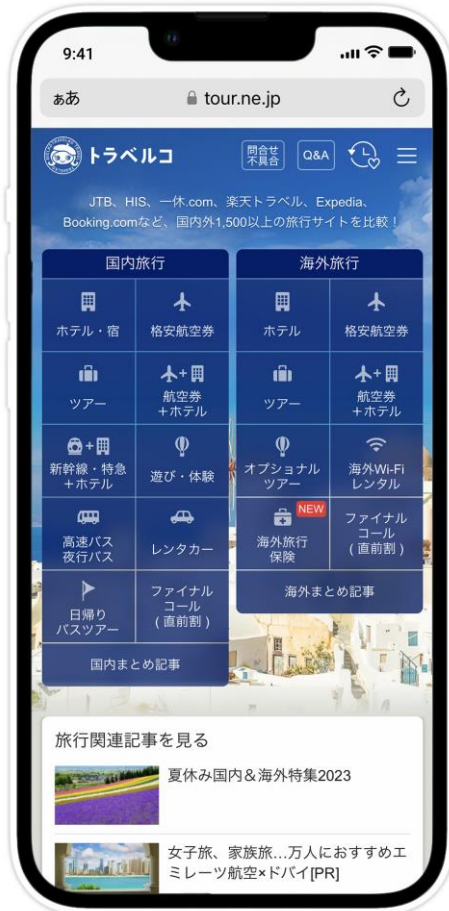 9:41
ぁあ
tour.ne.jp
トラベルコ
問合せ
不具合
Q&A
JTB、HIS、一休.com、楽天トラベル、Expedia、
Booking.comなど、国内外1,500以上の旅行サイトを比較！
国内旅行
ホテル・宿
格安航空券
ツアー
航空券
＋ホテル
新幹線・特急
＋ホテル
遊び・体験
高速バス
夜行バス
レンタカー
日帰り
バスツアー
ファイナル
コール
（直前割）
国内まとめ記事
海外旅行
ホテル
格安航空券
ツアー
航空券
＋ホテル
オプショナル
ツアー
海外Wi-Fi
レンタル
NEW
海外旅行
保険
ファイナル
コール
（直前割）
海外まとめ記事
旅行関連記事を見る
夏休み国内＆海外特集2023
女子旅、家族旅…万人におすすめエ
ミレーツ航空×ドバイ[PR]